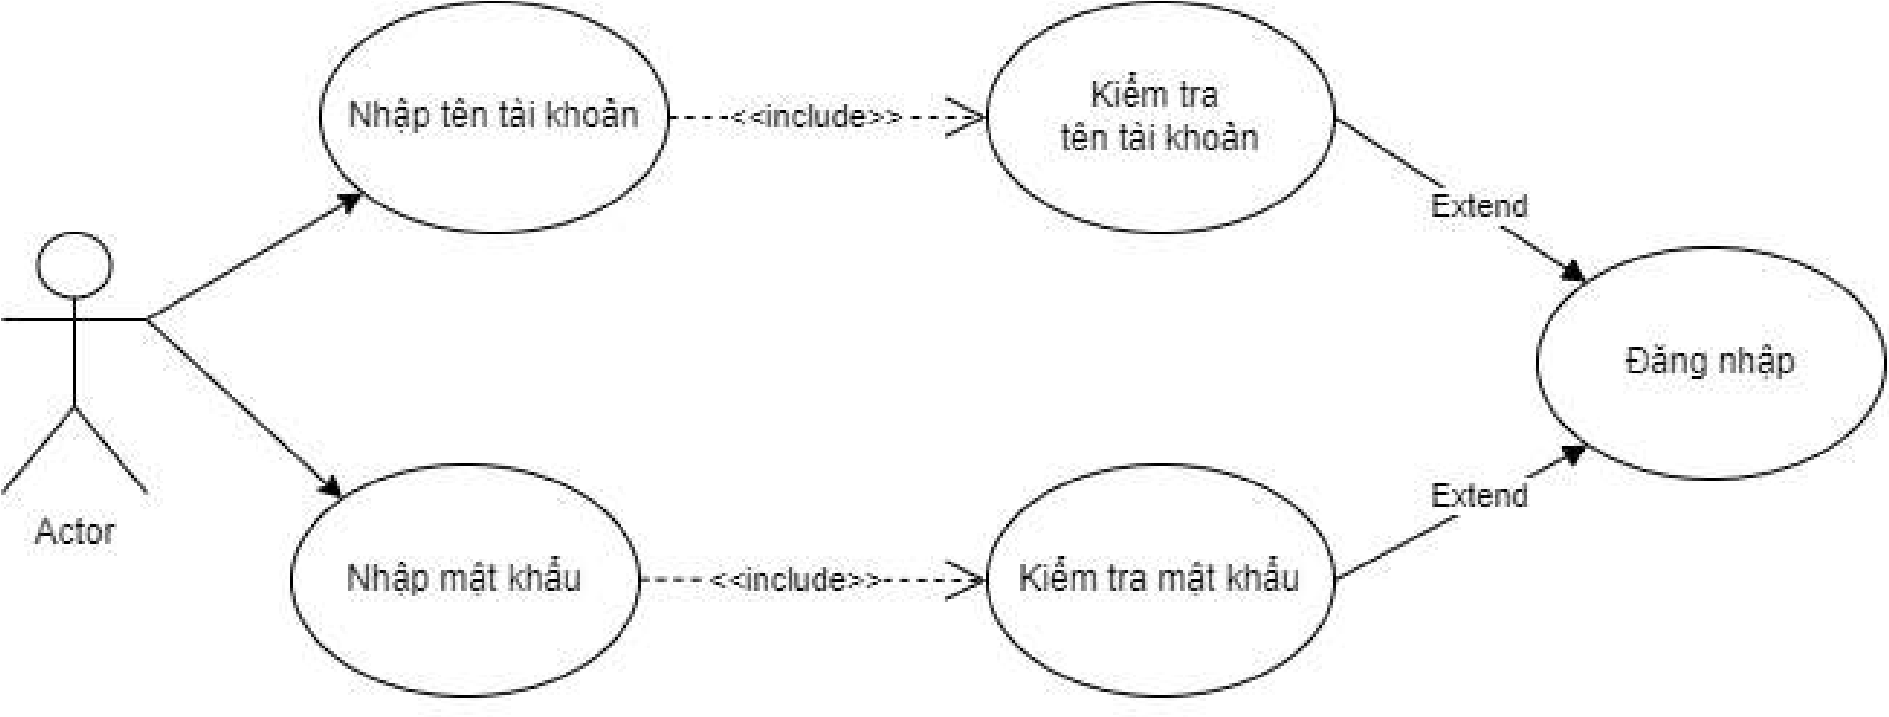 Nhập tên tài khoản
<<include>>
Kiểm tra
tên tài khoản
Extend
Đăng nhập
Extend
Actor
Nhập mật khẩu
<<include>>
Kiểm tra mật khẩu